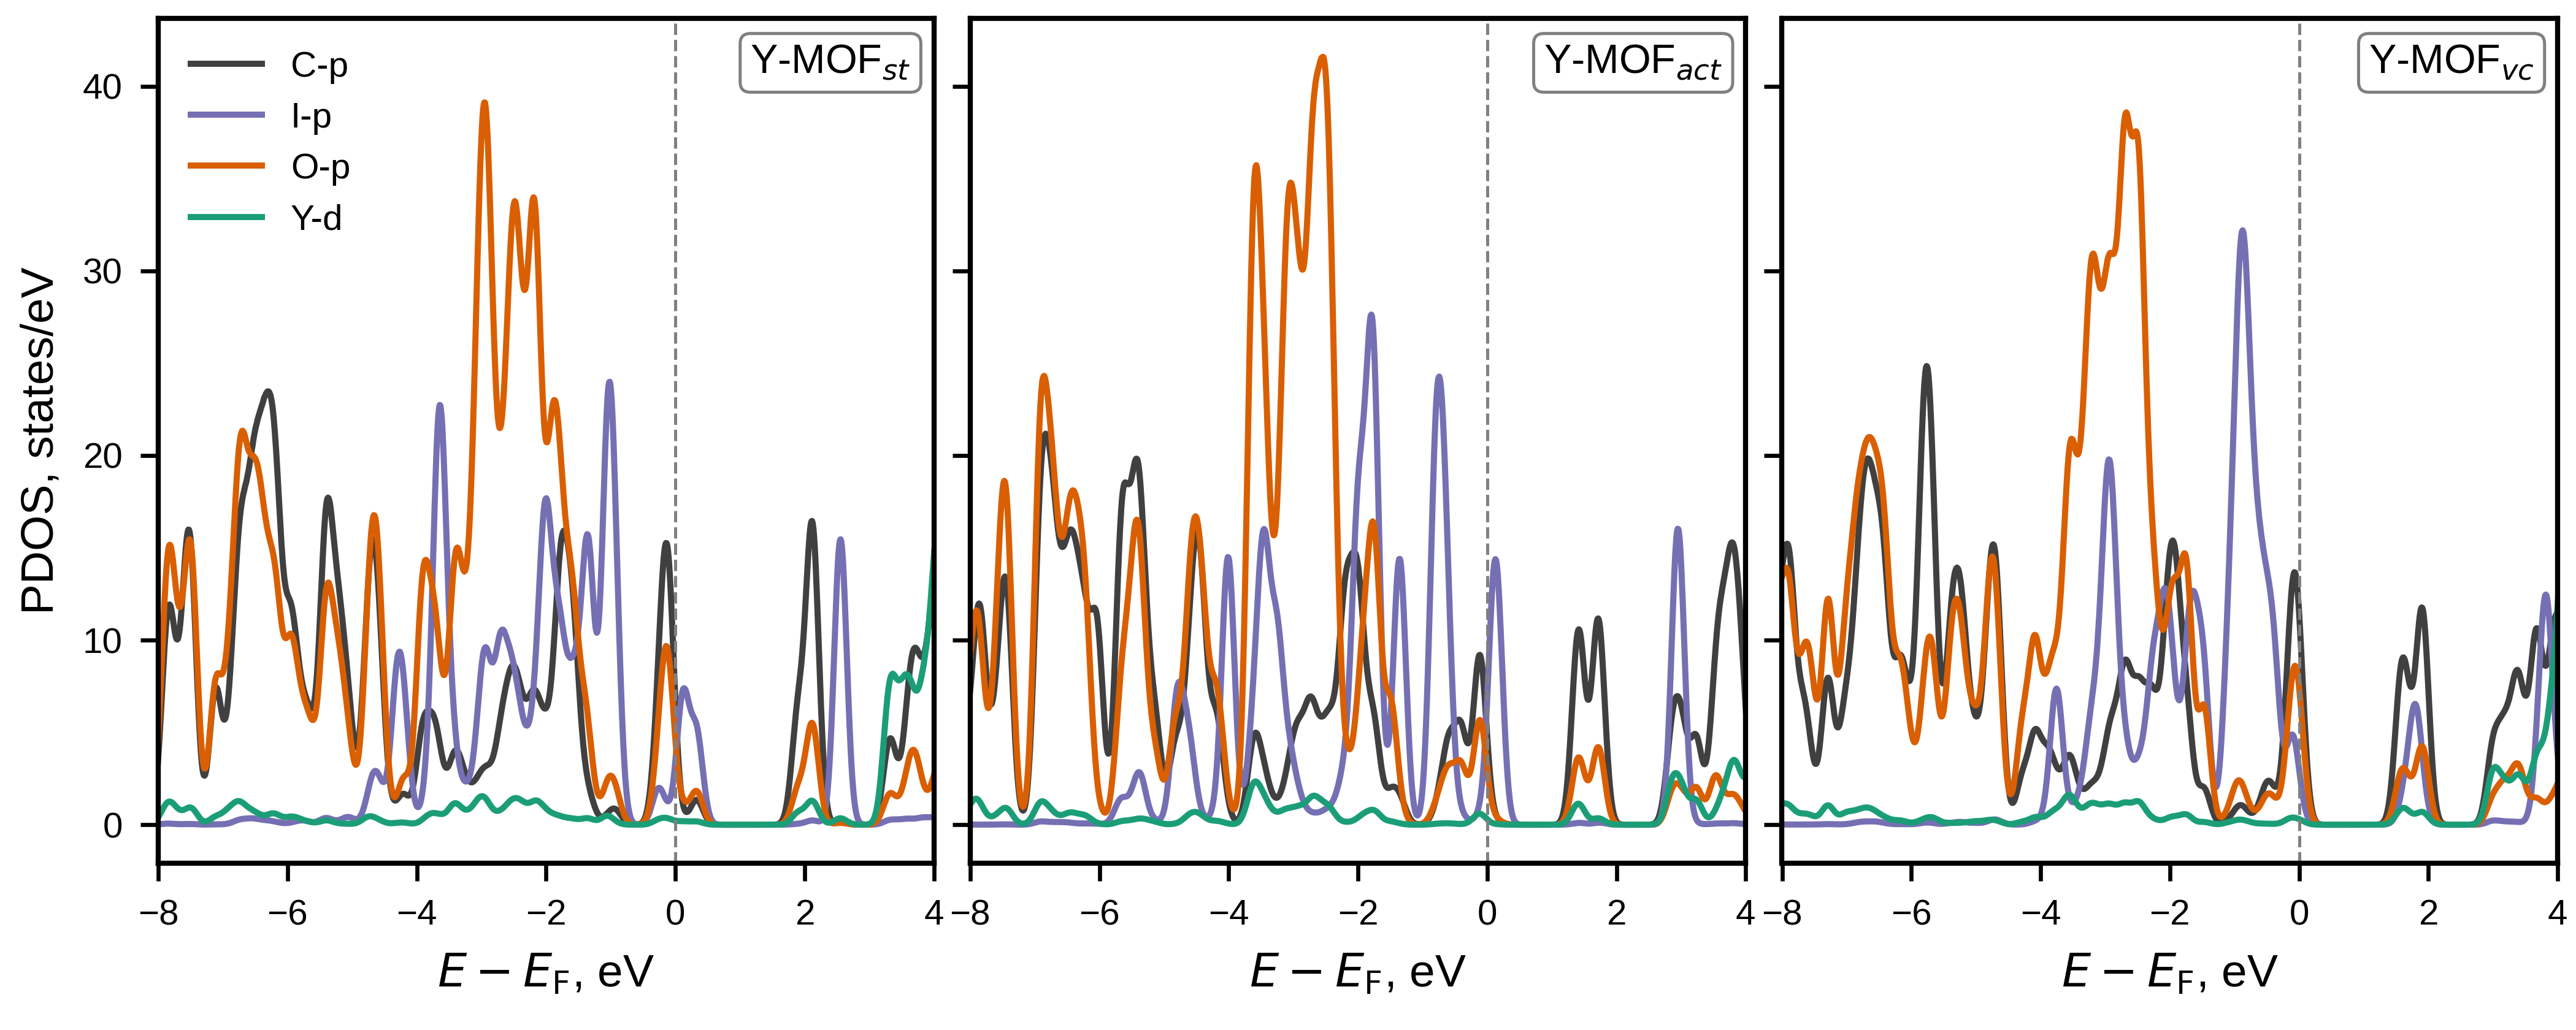 Y-MOFst
Y-MOFact
Y-MOFvc
C-p
I-p
O-p
Y-d
PDOS, states/eV
40
30
20
10
0
−8 −6 −4 −2 0 2 4
−8 −6 −4 −2 0 2 4
−8 −6 −4 −2 0 2 4
E − EF, eV
E − EF, eV
E − EF, eV